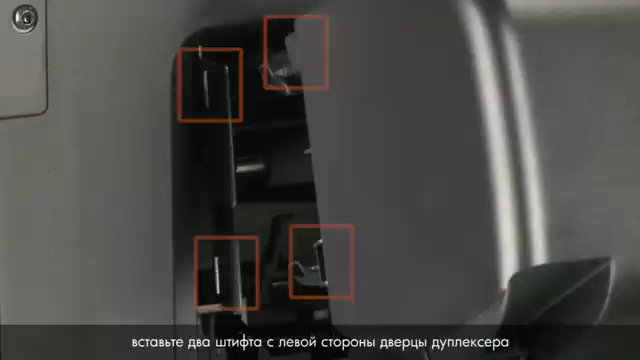 вставьте два штифта с левой стороны дверцы дуплексера